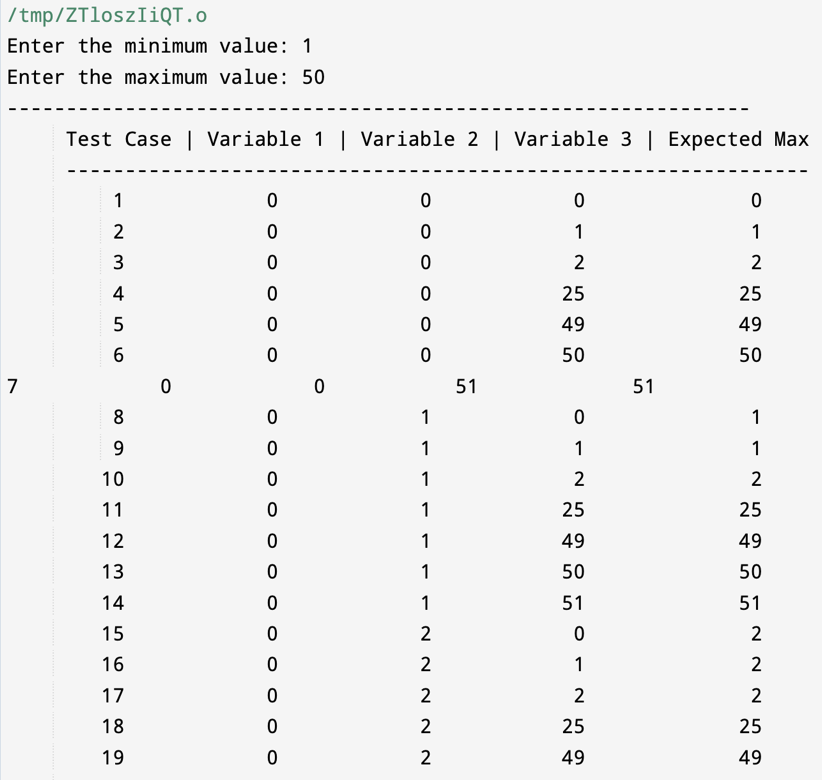 /tmp/ZTloszIiQT.o
Enter the minimum value: 1
Enter the maximum value: 50
---------------------------------------------------------------
Test Case | Variable 1 | Variable 2 | Variable 3 | Expected Max
---------------------------------------------------------------
1 0 0 0 0
2 0 0 1 1
3 0 0 2 2
4 0 0 25 25
5 0 0 49 49
6 0 0 50 50
7 0 0 51 51
8 0 1 0 1
9 0 1 1 1
10 0 1 2 2
11 0 1 25 25
12 0 1 49 49
13 0 1 50 50
14 0 1 51 51
15 0 2 0 2
16 0 2 1 2
17 0 2 2 2
18 0 2 25 25
19 0 2 49 49